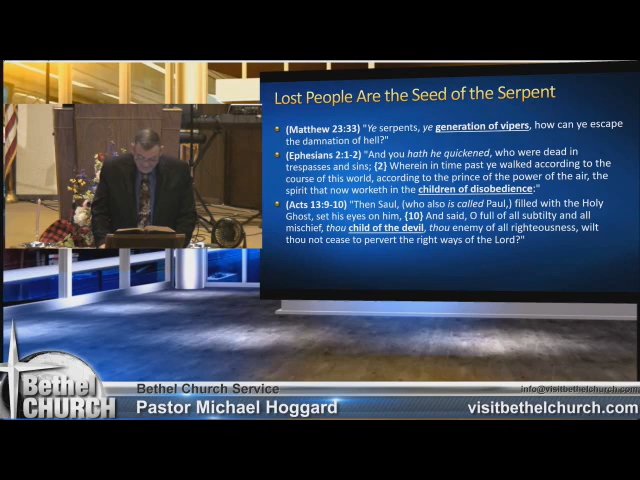 Lost People Are the Seed of the Serpent
(Matthew 23:33) "Ye serpents, ye generation of vipers, how can ye escape
the damnation of hell?"
(Ephesians 2:1-2) "And you hath he quickened, who were dead in
trespasses and sins; {2} Wherein in time past ye walked according to the
course of this world, according to the prince of the power of the air, the
spirit that now worketh in the children of disobedience:"
(Acts 13:9-10) "Then Saul, (who also is called Paul,) filled with the Holy
Ghost, set his eyes on him, {10} And said, O full of all subtilty and all
mischief, thou child of the devil, thou enemy of all righteousness, wilt
thou not cease to pervert the right ways of the Lord?"
Bethel
CHURCH
Bethel Church Service
info@visitbethelchurch.com
Pastor Michael Hoggard
visitbethelchurch.com